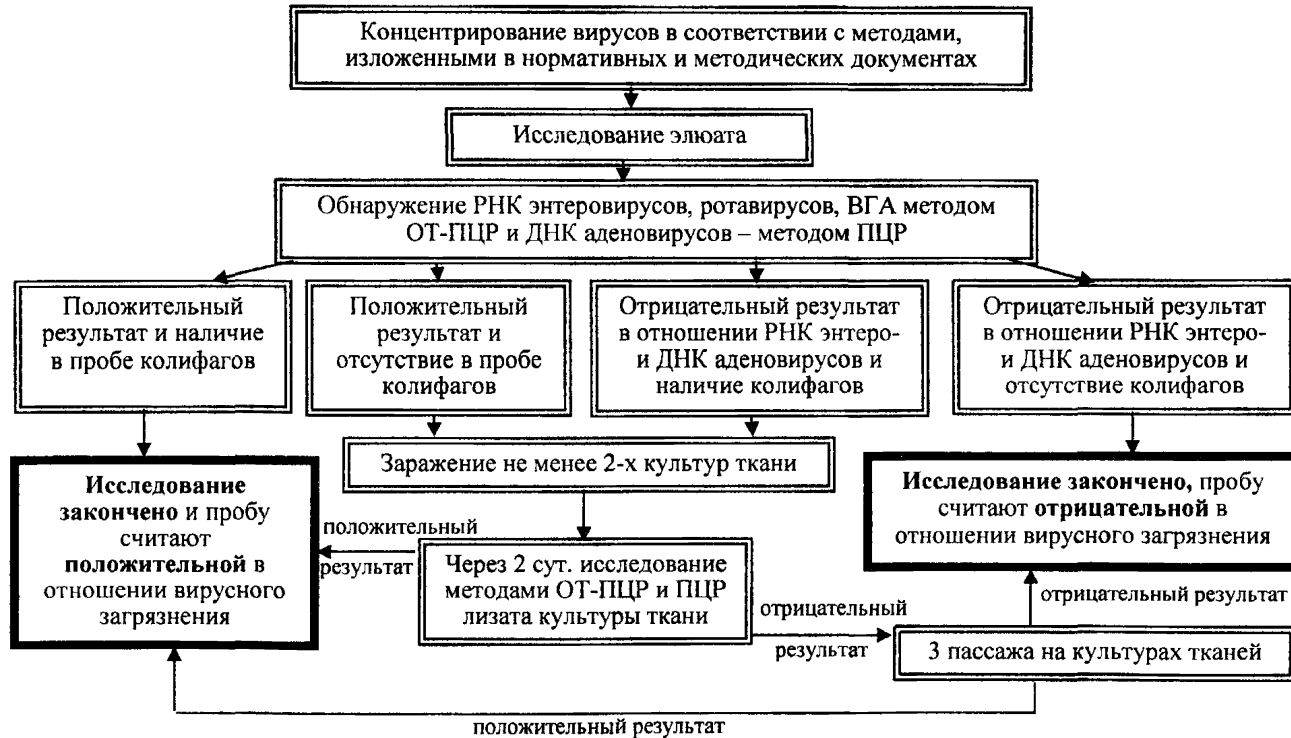 Концентрирование вирусов в соответствии с методами,
изложенными в нормативных и методических документах
Исследование элюата
Обнаружение РНК энтеровирусов, ротавирусов, ВГА методом
ОТ-ПЦР и ДНК аденовирусов – методом ПЦР
Положительный
результат и наличие
в пробе колифагов
Положительный
результат и
отсутствие в пробе
колифагов
Отрицательный результат
в отношении РНК энтеро-
и ДНК аденовирусов и
наличие колифагов
Отрицательный результат
в отношении РНК энтеро-
и ДНК аденовирусов и
отсутствие колифагов
Заражение не менее 2-х культур ткани
Исследование
закончено и пробу
считают
положительной в
отношении вирусного
загрязнения
положительный
результат
Через 2 сут. исследование
методами ОТ-ПЦР и ПЦР
лизата культуры ткани
Исследование закончено, пробу
считают отрицательной в
отношении вирусного загрязнения
отрицательный
результат
отрицательный результат
3 пассажа на культурах тканей
положительный результат